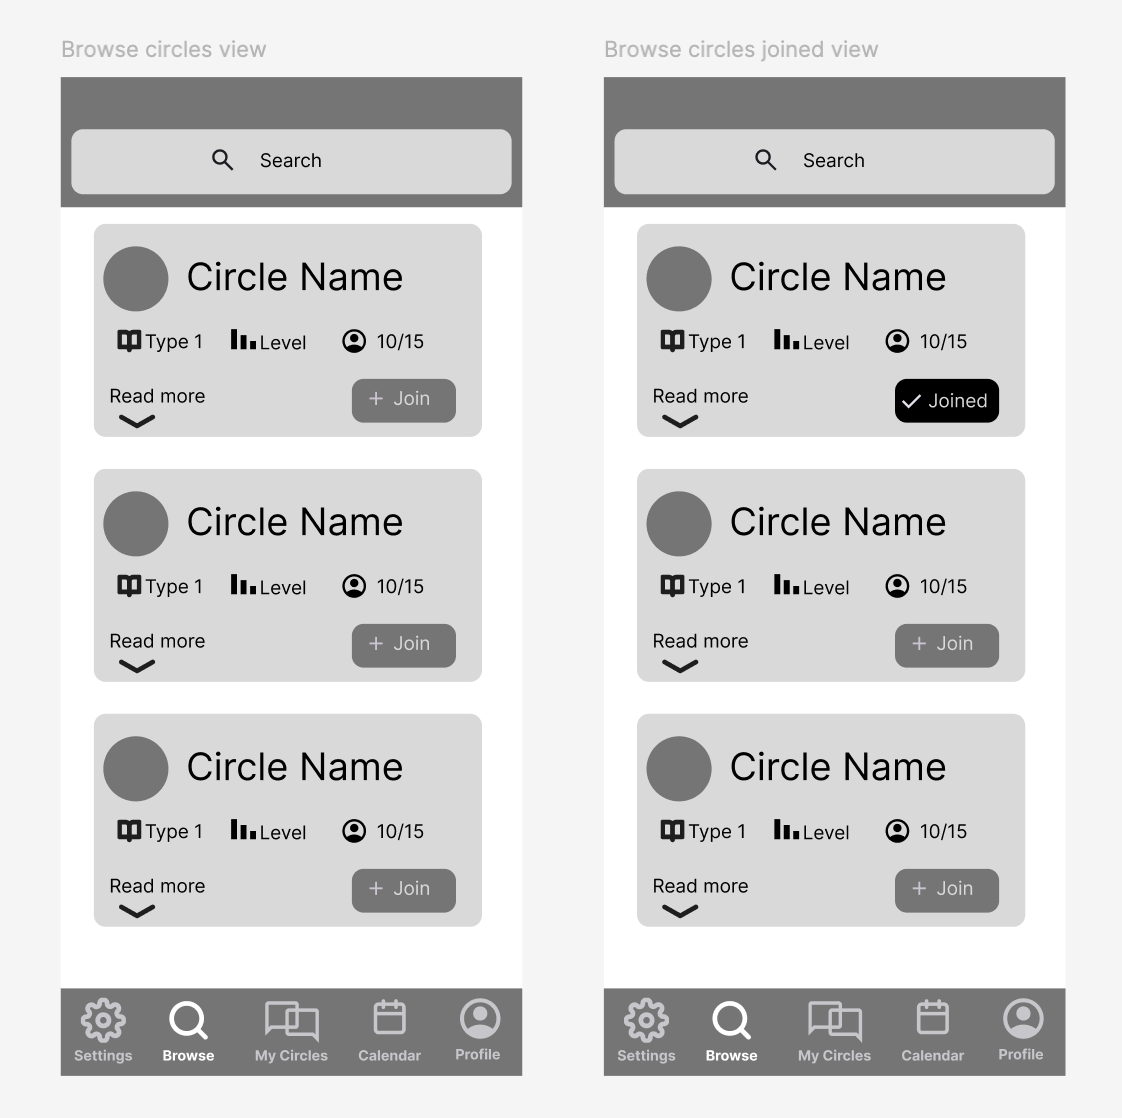 Browse circles view
Search
Circle Name
Type 1 Level 10/15
Read more
+ Join
Circle Name
Type 1 Level 10/15
Read more
+ Join
Circle Name
Type 1 Level 10/15
Read more
+ Join
Settings Browse My Circles Calendar Profile
Browse circles joined view
Search
Circle Name
Type 1 Level 10/15
Read more
Joined
Circle Name
Type 1 Level 10/15
Read more
+ Join
Circle Name
Type 1 Level 10/15
Read more
+ Join
Settings Browse My Circles Calendar Profile